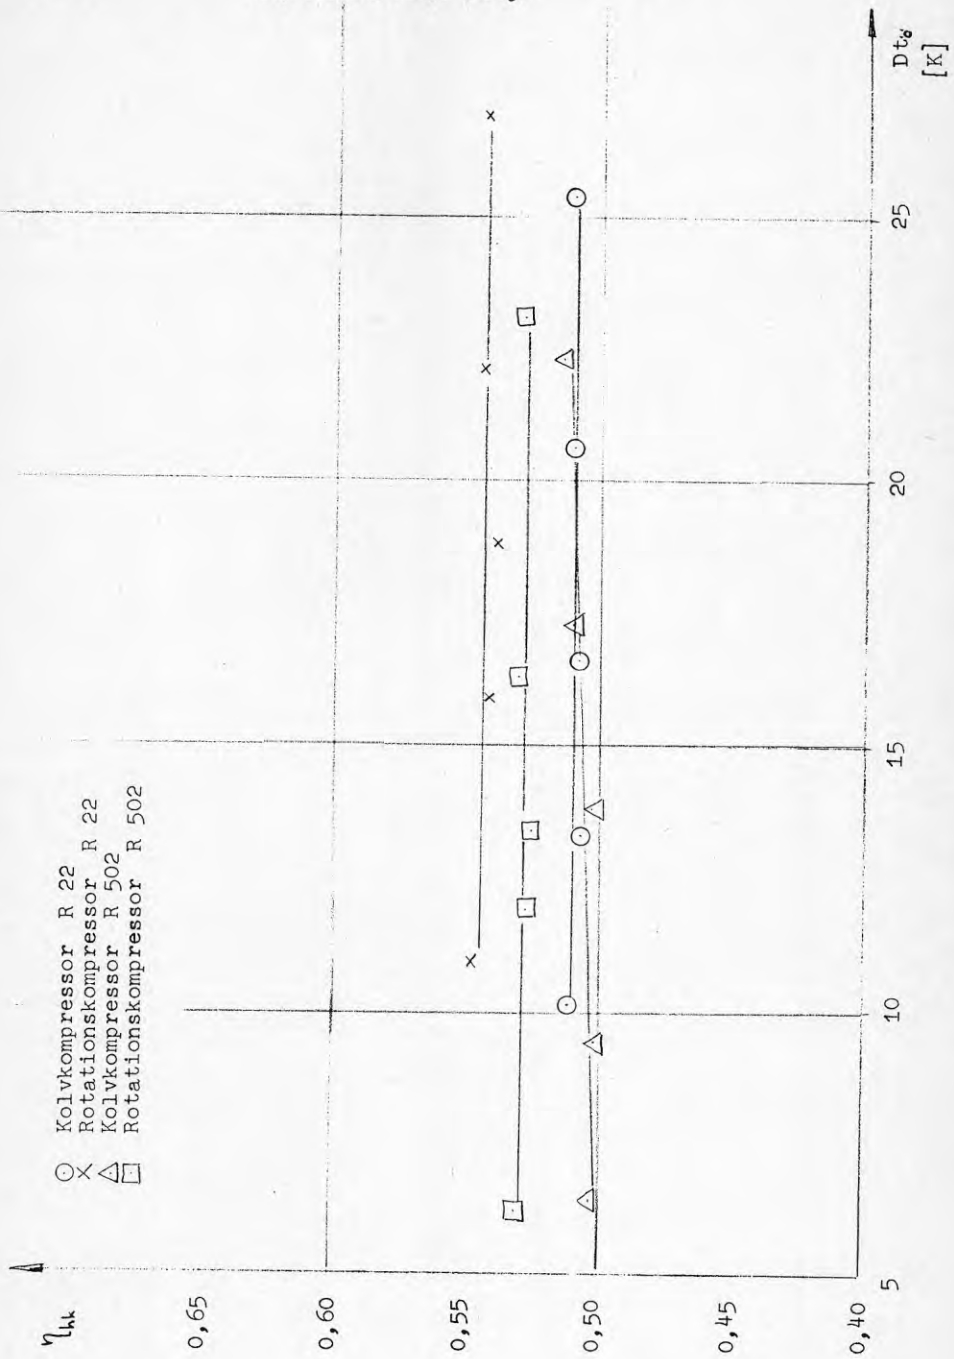 η_hk
○ Kolvkompressor R 22
× Rotationskompressor R 22
△ Kolvkompressor R 502
□ Rotationskompressor R 502
0,65
0,60
0,55
0,50
0,45
0,40
5
10
15
20
25
Dt_ö
[K]